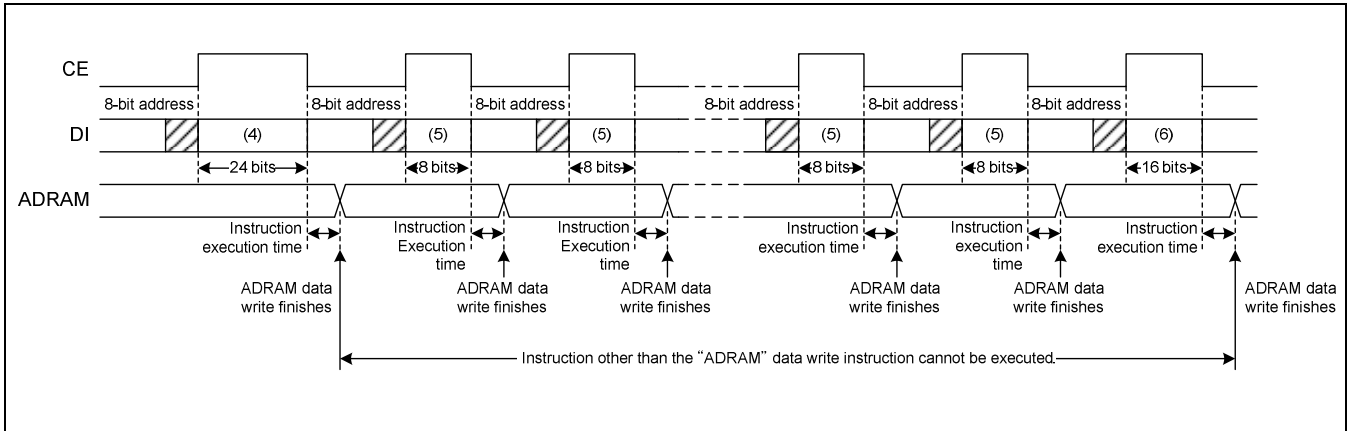 CE
8-bit address 8-bit address 8-bit address 8-bit address 8-bit address 8-bit address
DI (4) (5) (5) (5) (5) (6)
24 bits 8 bits 8 bits 8 bits 8 bits 16 bits
ADRAM
Instruction execution time
Instruction Execution time
Instruction Execution time
Instruction execution time
Instruction execution time
Instruction execution time
ADRAM data write finishes
ADRAM data write finishes
ADRAM data write finishes
ADRAM data write finishes
ADRAM data write finishes
ADRAM data write finishes
Instruction other than the “ADRAM” data write instruction cannot be executed.